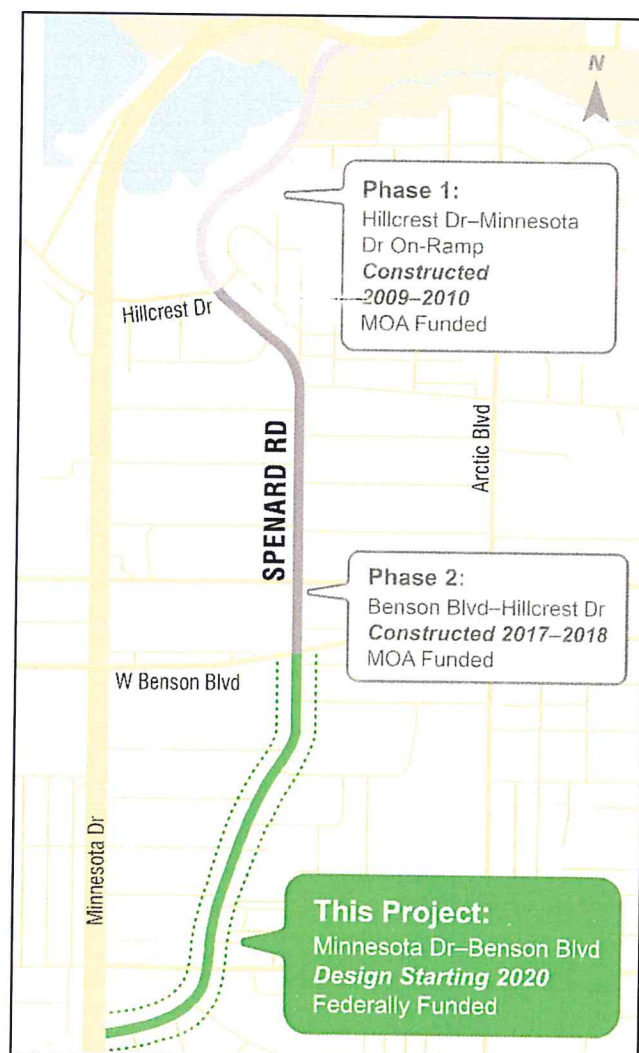 N
Phase 1:
Hillcrest Dr–Minnesota
Dr On-Ramp
Constructed
2009–2010
MOA Funded
Hillcrest Dr
SPENARD RD
Arctic Blvd
Phase 2:
Benson Blvd–Hillcrest Dr
Constructed 2017–2018
MOA Funded
W Benson Blvd
Minnesota Dr
This Project:
Minnesota Dr–Benson Blvd
Design Starting 2020
Federally Funded